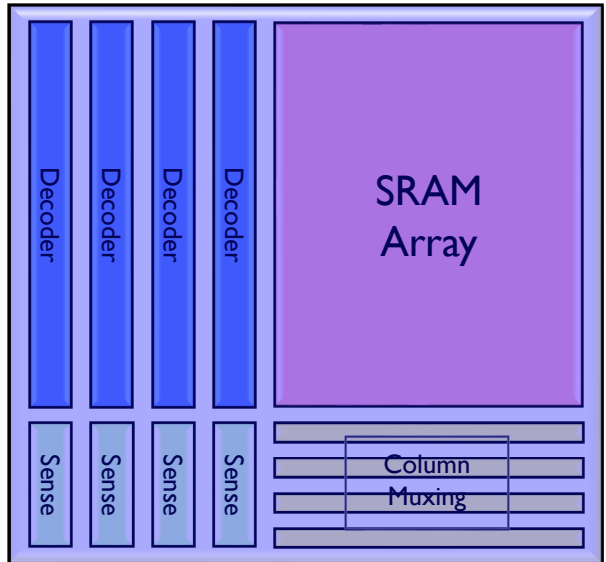 Decoder
Decoder
Decoder
Decoder
SRAM
Array
Sense
Sense
Sense
Sense
Column
Muxing